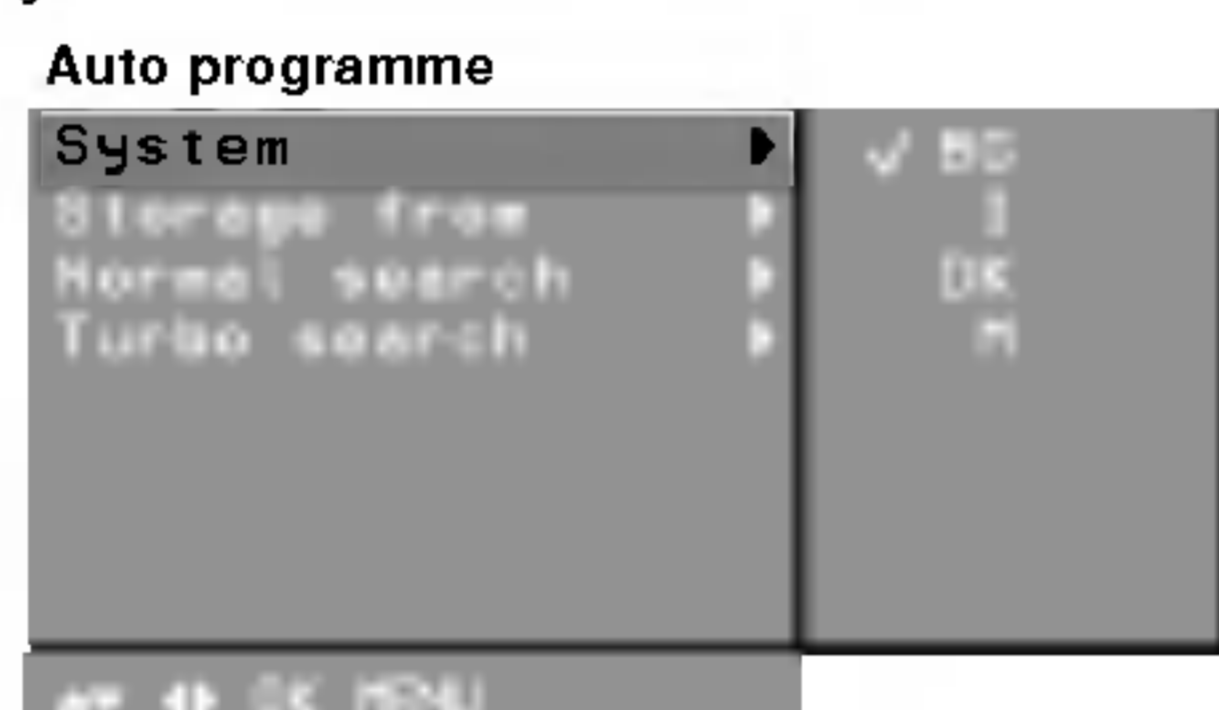 Auto programme
System
Storage from
Normal search
Turbo search
✓ BG
I
DK
M
OK MENU